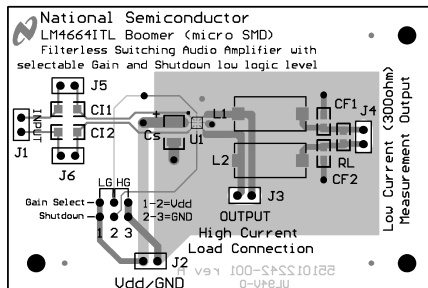 National Semiconductor
LM4664ITL Boomer (micro SMD)
Filterless Switching Audio Amplifier with
selectable Gain and Shutdown low logic level
J5
CI1
INPUT
J1
CI2
J6
+
Cs
U1
L1
L2
CF1
J4
RL
CF2
Low Current (300ohm)
Measurement Output
J3
OUTPUT
High Current
Load Connection
LG HG
Gain Select
1-2=Vdd
Shutdown
2-3=GND
1 2 3
J2
Vdd/GND
551012242-001 rev A
UL94V-0